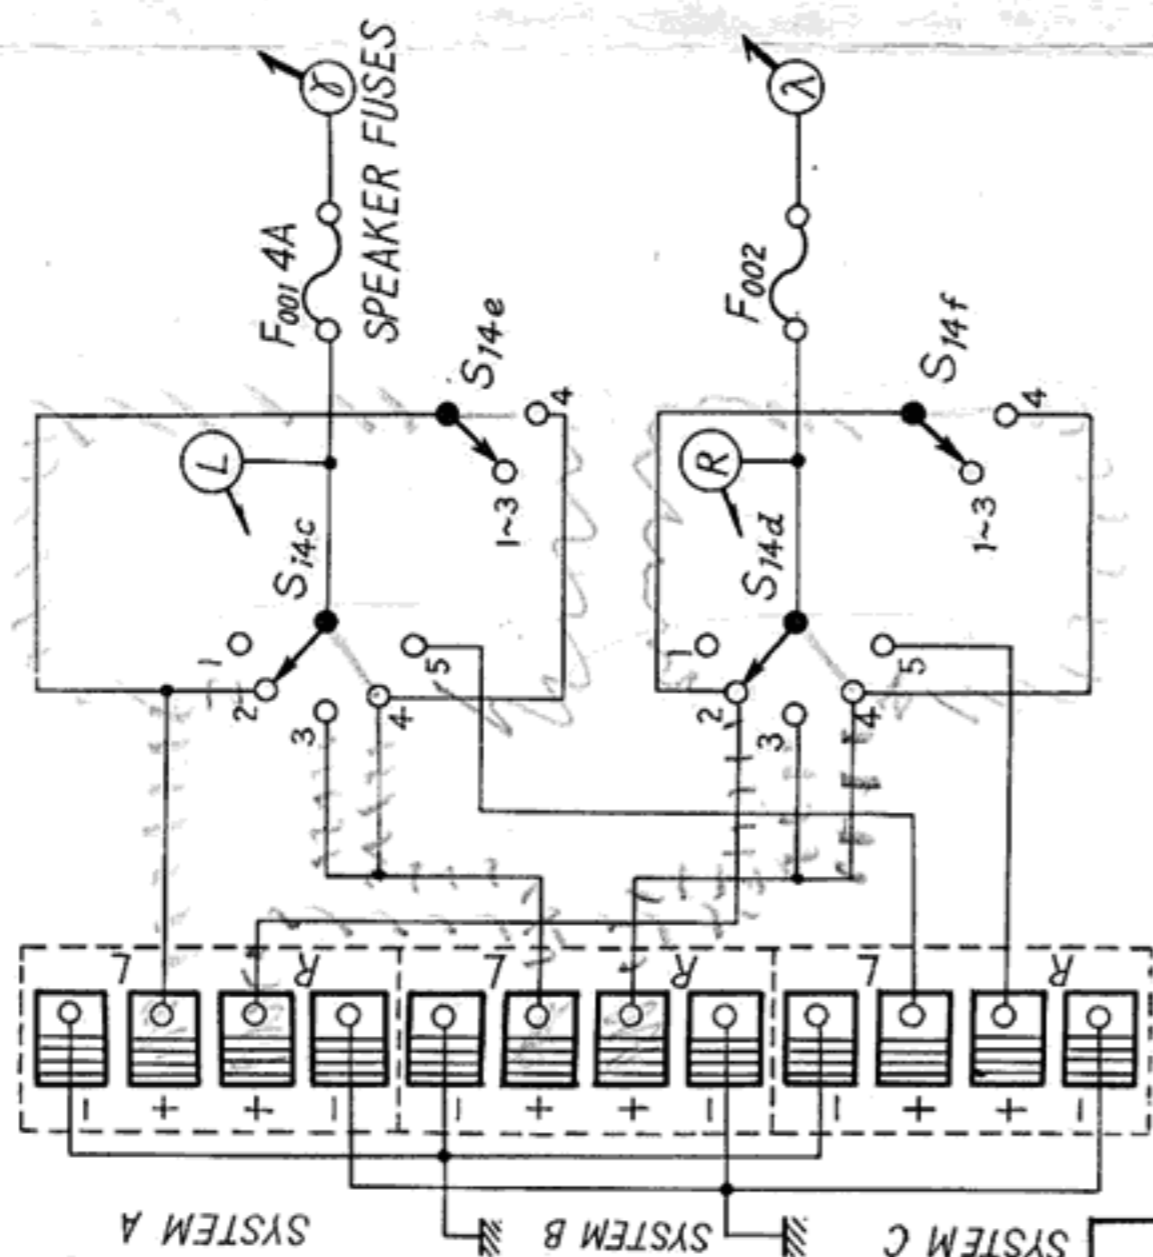 γ
λ
SPEAKER FUSES
F001 4A
F002
S14e
S14f
4
4
L
R
1~3
1~3
S14c
S14d
1
2
3
4
5
1
2
3
4
5
L
R
L
R
L
R
- + + -
- + + -
- + + -
SYSTEM A
SYSTEM B
SYSTEM C